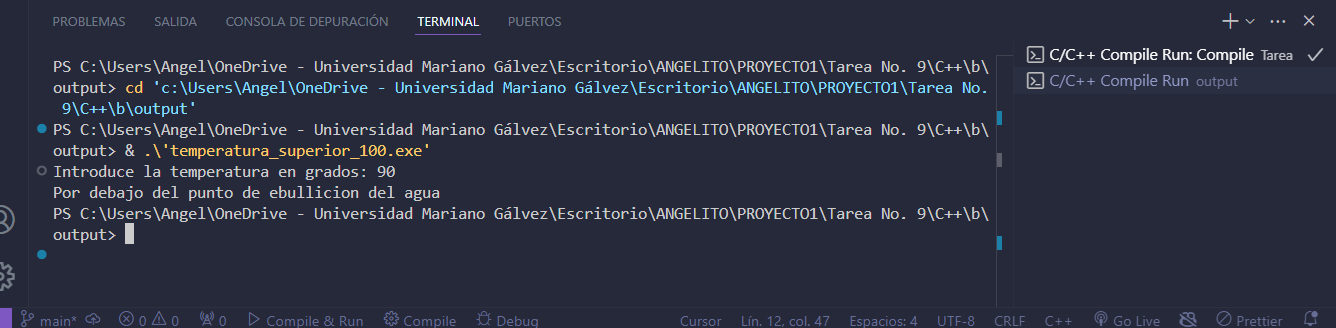 PROBLEMAS SALIDA CONSOLA DE DEPURACIÓN TERMINAL PUERTOS
PS C:\Users\Angel\OneDrive - Universidad Mariano Gálvez\Escritorio\ANGELITO\PROYECTO1\Tarea No. 9\C++\b\
output> cd 'c:\Users\Angel\OneDrive - Universidad Mariano Gálvez\Escritorio\ANGELITO\PROYECTO1\Tarea No.
9\C++\b\output'
PS C:\Users\Angel\OneDrive - Universidad Mariano Gálvez\Escritorio\ANGELITO\PROYECTO1\Tarea No. 9\C++\b\
output> & .\'temperatura_superior_100.exe'
Introduce la temperatura en grados: 90
Por debajo del punto de ebullicion del agua
PS C:\Users\Angel\OneDrive - Universidad Mariano Gálvez\Escritorio\ANGELITO\PROYECTO1\Tarea No. 9\C++\b\
output>
C/C++ Compile Run: Compile Tarea
C/C++ Compile Run output
main* 0 0 0 Compile & Run Compile Debug Cursor Lín. 12, col. 47 Espacios: 4 UTF-8 CRLF C++ Go Live Prettier